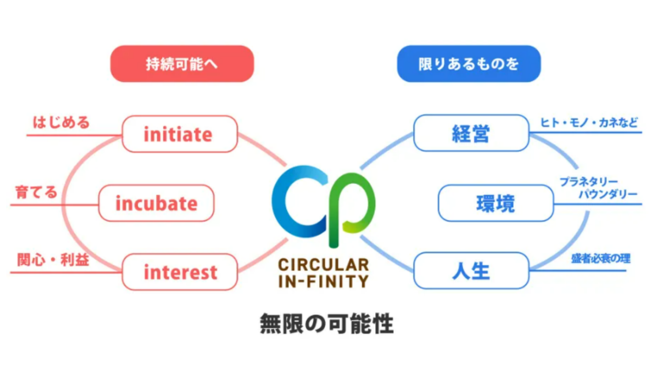 持続可能へ
限りあるものを
はじめる
initiate
育てる
incubate
関心・利益
interest
CIRCULAR
IN-FINITY
無限の可能性
経営
ヒト・モノ・カネなど
環境
プラネタリー
バウンダリー
人生
盛者必衰の理